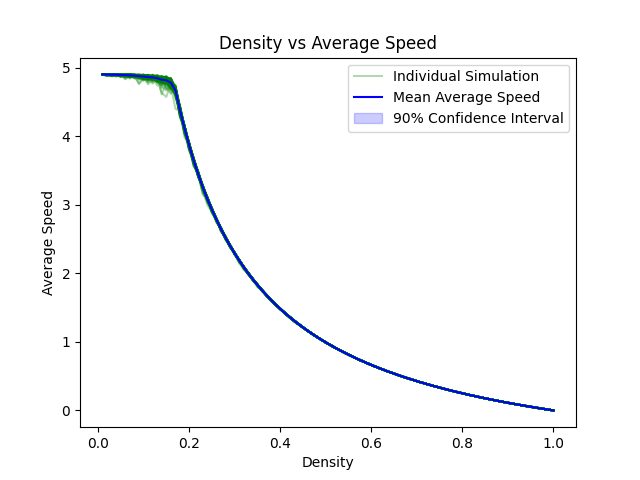 Density vs Average Speed
Individual Simulation
Mean Average Speed
90% Confidence Interval
5
4
3
2
1
0
Average Speed
0.0 0.2 0.4 0.6 0.8 1.0
Density